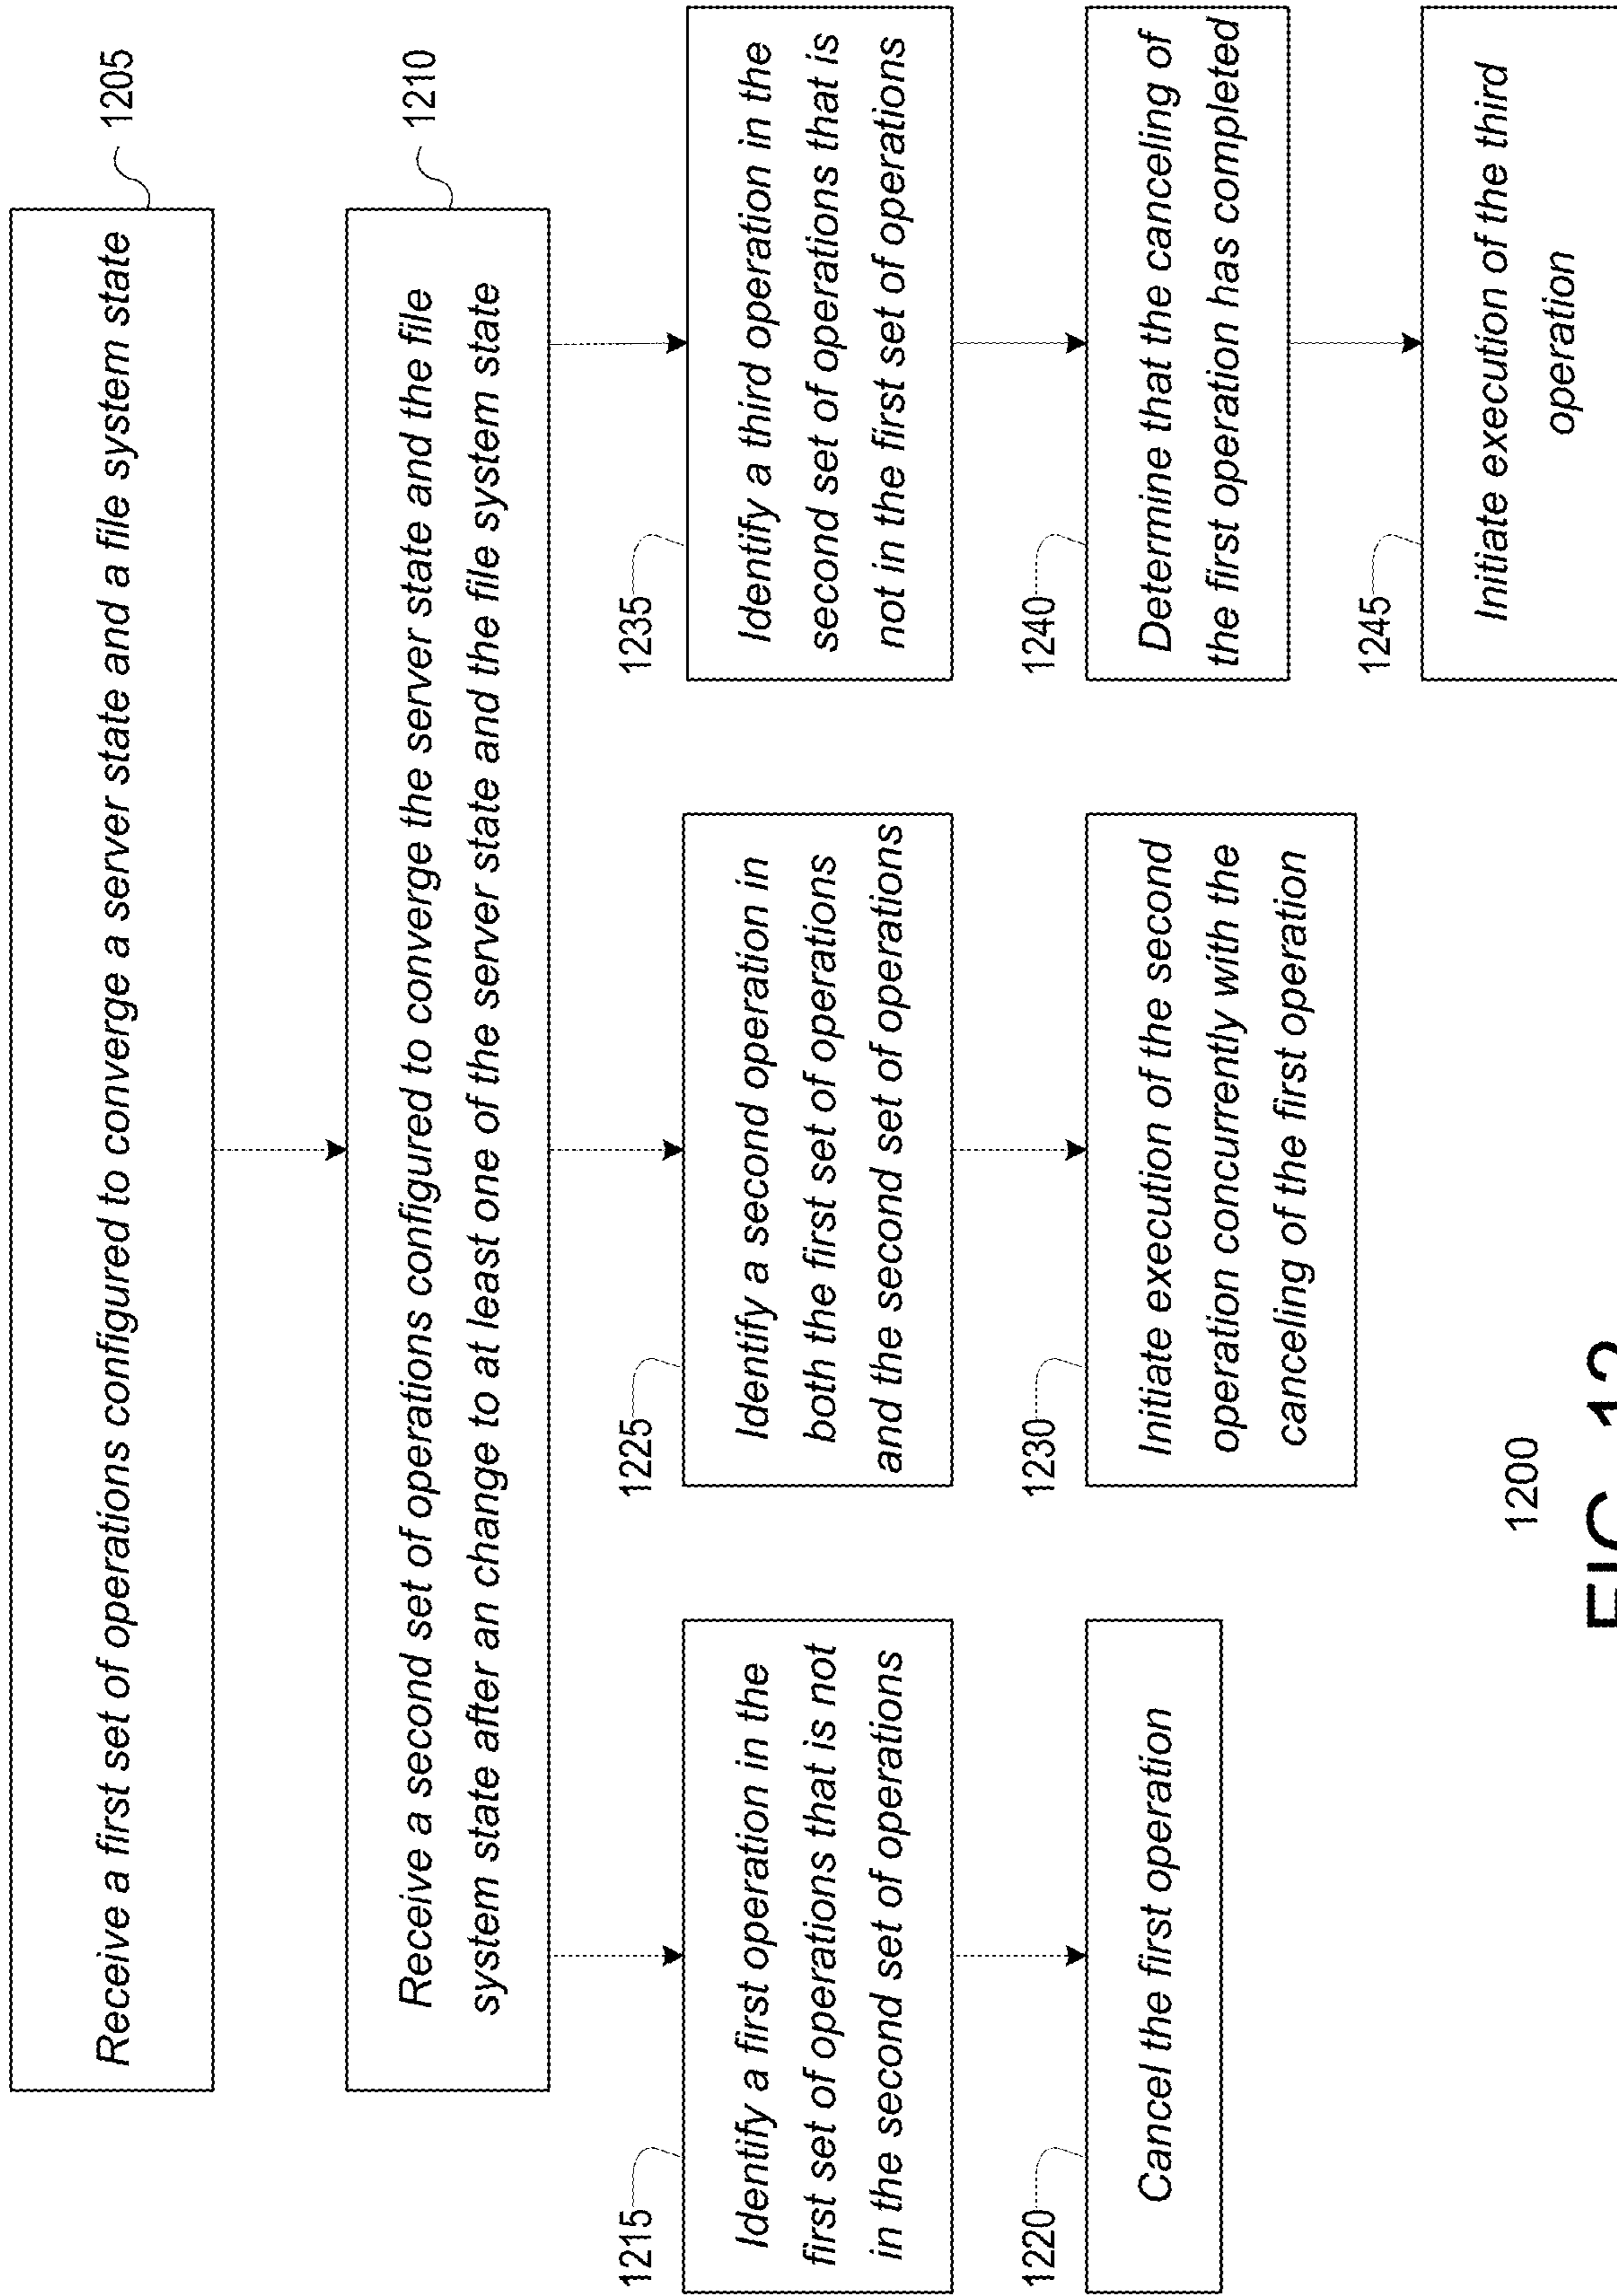 Receive a first set of operations configured to converge a server state and a file system state
1205
Receive a second set of operations configured to converge the server state and the file
system state after an change to at least one of the server state and the file system state
1210
1215
Identify a first operation in the
first set of operations that is not
in the second set of operations
1220
Cancel the first operation
1225
Identify a second operation in
both the first set of operations
and the second set of operations
1230
Initiate execution of the second
operation concurrently with the
canceling of the first operation
1235
Identify a third operation in the
second set of operations that is
not in the first set of operations
1240
Determine that the canceling of
the first operation has completed
1245
Initiate execution of the third
operation
1200
FIG. 12